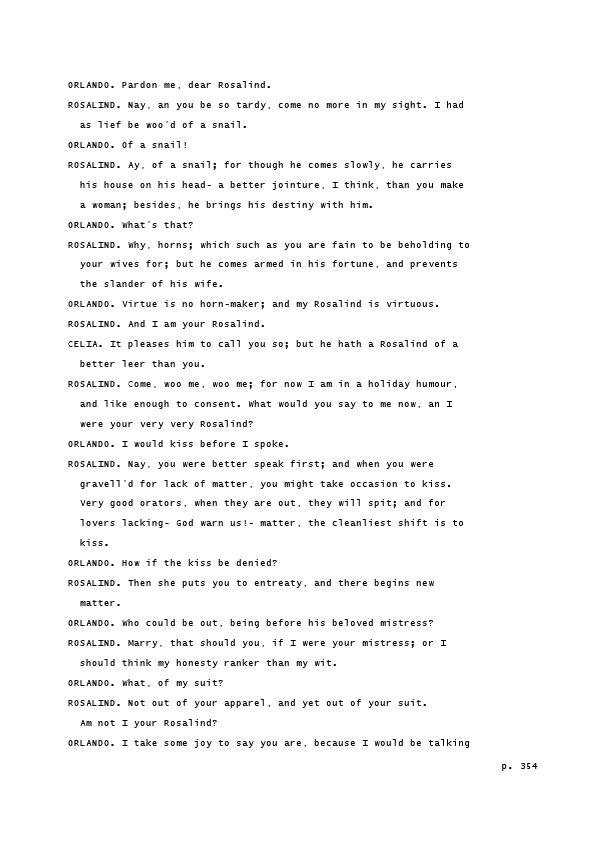 ORLANDO. Pardon me, dear Rosalind.
ROSALIND. Nay, an you be so tardy, come no more in my sight. I had
as lief be woo'd of a snail.
ORLANDO. Of a snail!
ROSALIND. Ay, of a snail; for though he comes slowly, he carries
his house on his head- a better jointure, I think, than you make
a woman; besides, he brings his destiny with him.
ORLANDO. What's that?
ROSALIND. Why, horns; which such as you are fain to be beholding to
your wives for; but he comes armed in his fortune, and prevents
the slander of his wife.
ORLANDO. Virtue is no horn-maker; and my Rosalind is virtuous.
ROSALIND. And I am your Rosalind.
CELIA. It pleases him to call you so; but he hath a Rosalind of a
better leer than you.
ROSALIND. Come, woo me, woo me; for now I am in a holiday humour,
and like enough to consent. What would you say to me now, an I
were your very very Rosalind?
ORLANDO. I would kiss before I spoke.
ROSALIND. Nay, you were better speak first; and when you were
gravell'd for lack of matter, you might take occasion to kiss.
Very good orators, when they are out, they will spit; and for
lovers lacking- God warn us!- matter, the cleanliest shift is to
kiss.
ORLANDO. How if the kiss be denied?
ROSALIND. Then she puts you to entreaty, and there begins new
matter.
ORLANDO. Who could be out, being before his beloved mistress?
ROSALIND. Marry, that should you, if I were your mistress; or I
should think my honesty ranker than my wit.
ORLANDO. What, of my suit?
ROSALIND. Not out of your apparel, and yet out of your suit.
Am not I your Rosalind?
ORLANDO. I take some joy to say you are, because I would be talking
p. 354